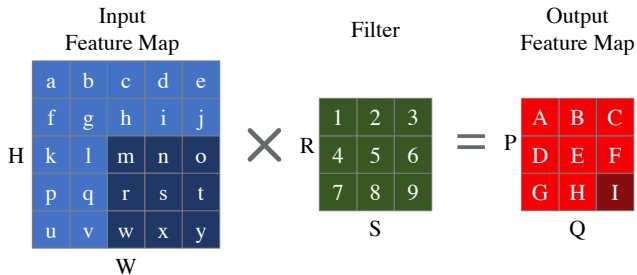 Input
Feature Map
Filter
Output
Feature Map
a b c d e
f g h i j
k l m n o
p q r s t
u v w x y
H
W
×
1 2 3
4 5 6
7 8 9
R
S
=
A B C
D E F
G H I
P
Q